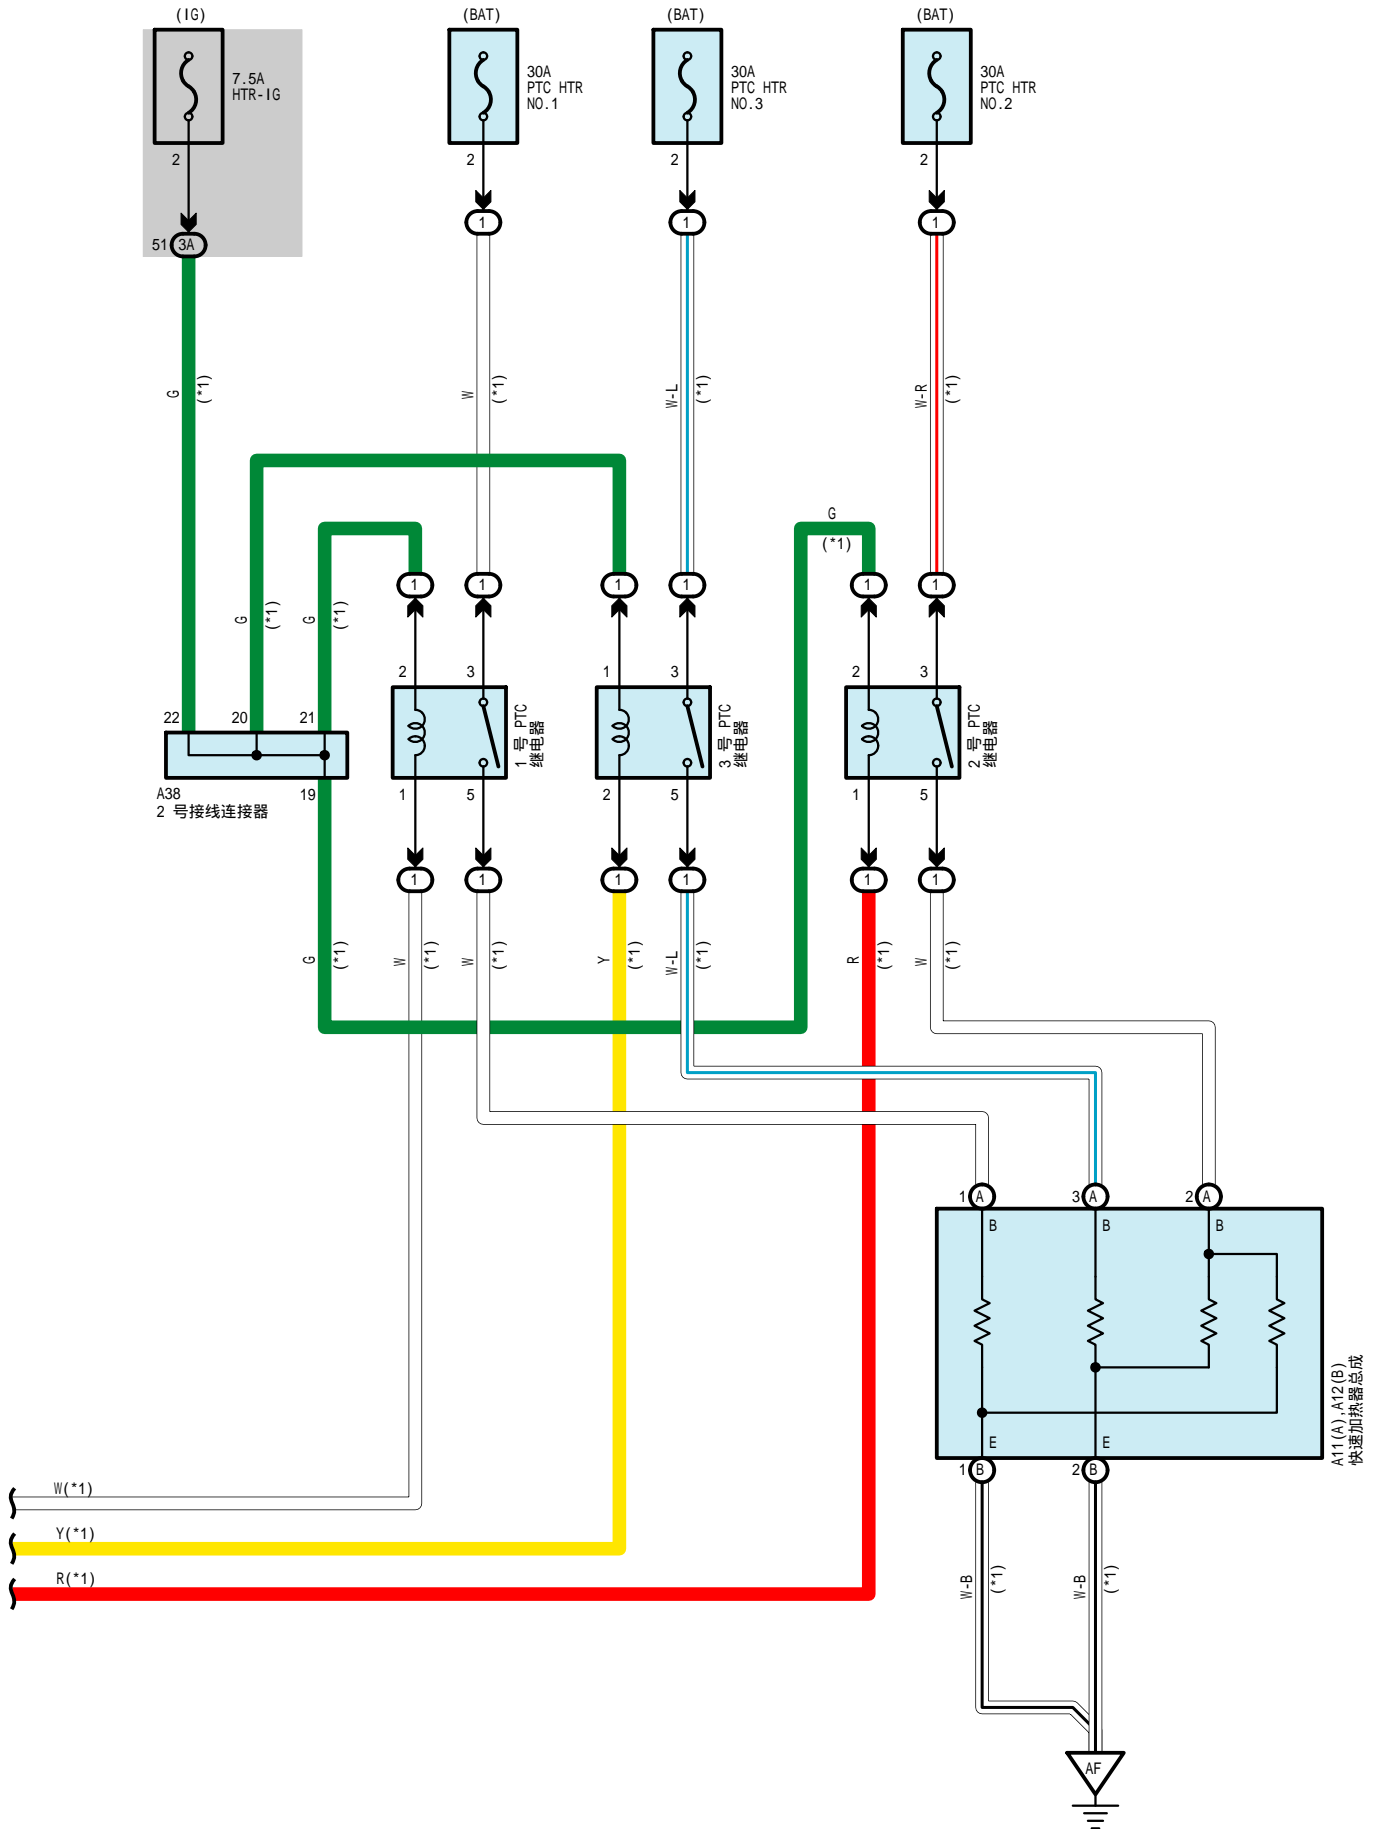 (IG)
(BAT)
(BAT)
(BAT)
7.5A
HTR-IG
30A
PTC HTR
NO.1
30A
PTC HTR
NO.3
30A
PTC HTR
NO.2
2
2
2
2
51
3A
1
1
1
G
(*1)
W
(*1)
W-L
(*1)
W-R
(*1)
G
(*1)
1
1
1
1
1
1
G
(*1)
G
(*1)
2
3
1
3
2
3
22
20
21
1 号 PTC
继电器
3 号 PTC
继电器
2 号 PTC
继电器
A38
2 号接线连接器
19
1
5
2
5
1
5
1
1
1
1
1
1
G
(*1)
W
(*1)
W
(*1)
Y
(*1)
W-L
(*1)
R
(*1)
W
(*1)
1
A
3
A
2
A
B
B
B
A11(A),A12(B)
快速加热器总成
E
E
1
B
2
B
W(*1)
Y(*1)
R(*1)
W-B
(*1)
W-B
(*1)
AF